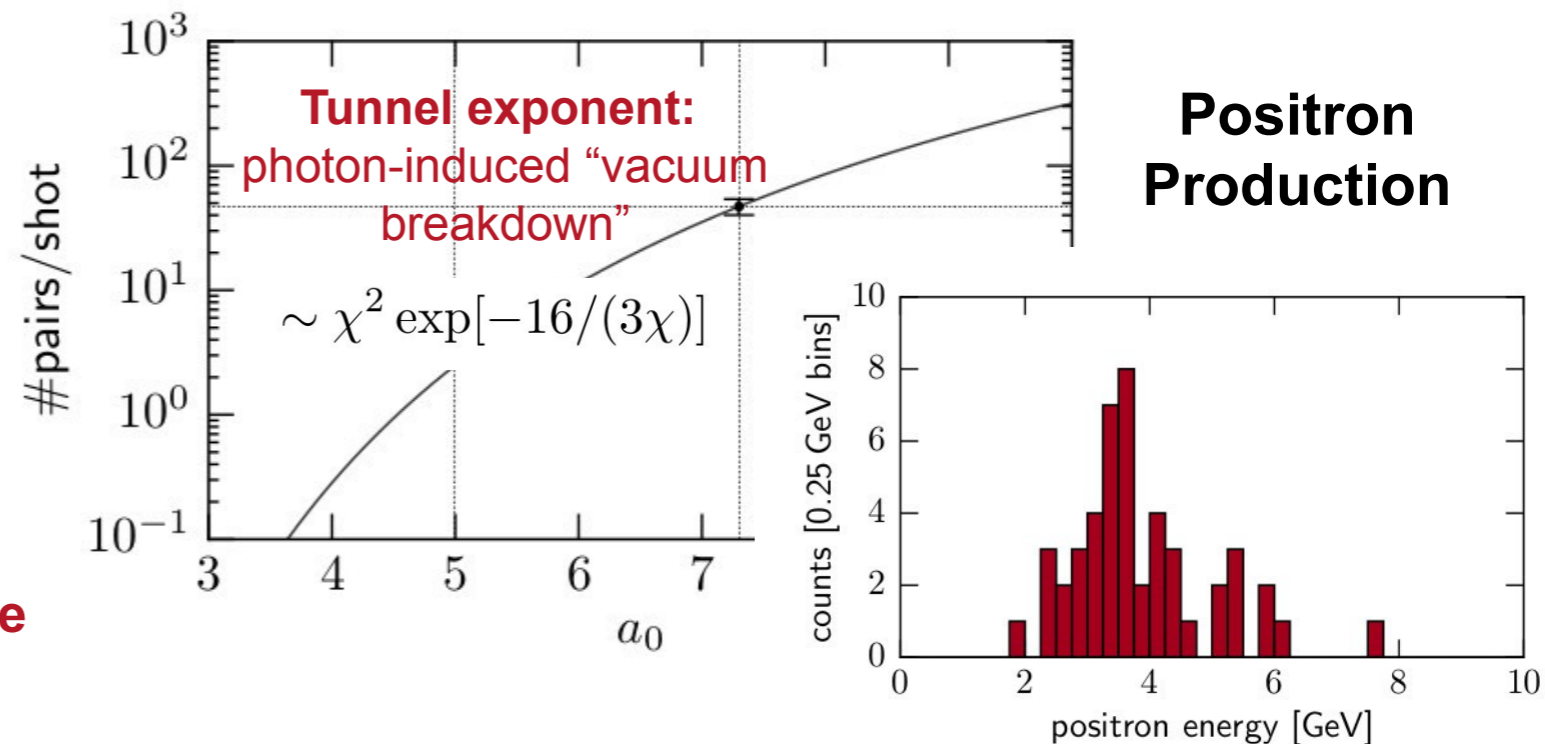 10³
10²
10¹
10⁰
10⁻¹
#pairs/shot
3 4 5 6 7
a₀
Tunnel exponent:
photon-induced “vacuum
breakdown”
∼ χ² exp[−16/(3χ)]
Positron
Production
e
10
8
6
4
2
0
counts [0.25 GeV bins]
0 2 4 6 8 10
positron energy [GeV]